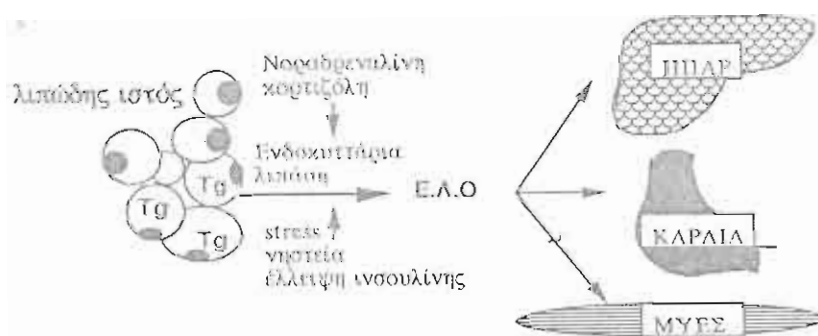 λιπώδης ιστός
Νοραδρεναλίνη
κορτιζόλη
Ενδοκυττάρια
λιπάση
Tg
Tg
Tg
Ε.Λ.Ο
stress
νηστεία
έλλειψη ινσουλίνης
ΗΠΑΡ
ΚΑΡΔΙΑ
ΜΥΕΣ